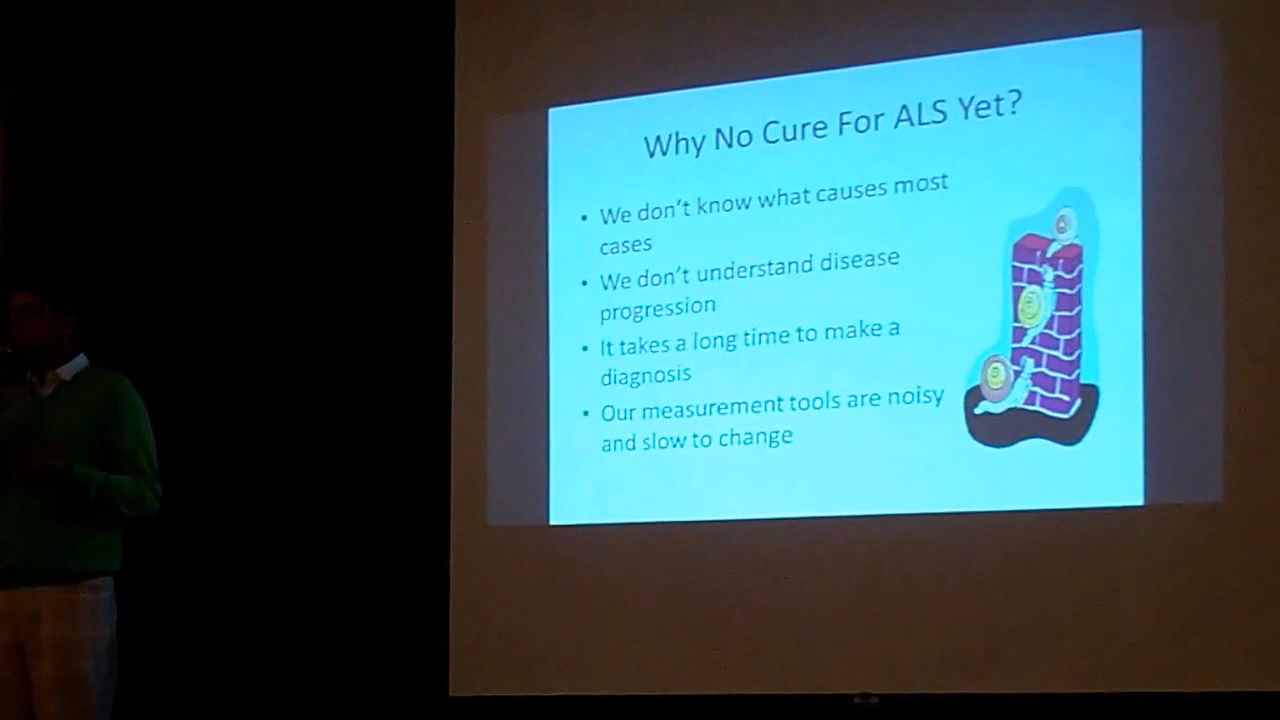 Why No Cure For ALS Yet?
• We don't know what causes most
cases
• We don't understand disease
progression
• It takes a long time to make a
diagnosis
• Our measurement tools are noisy
and slow to change